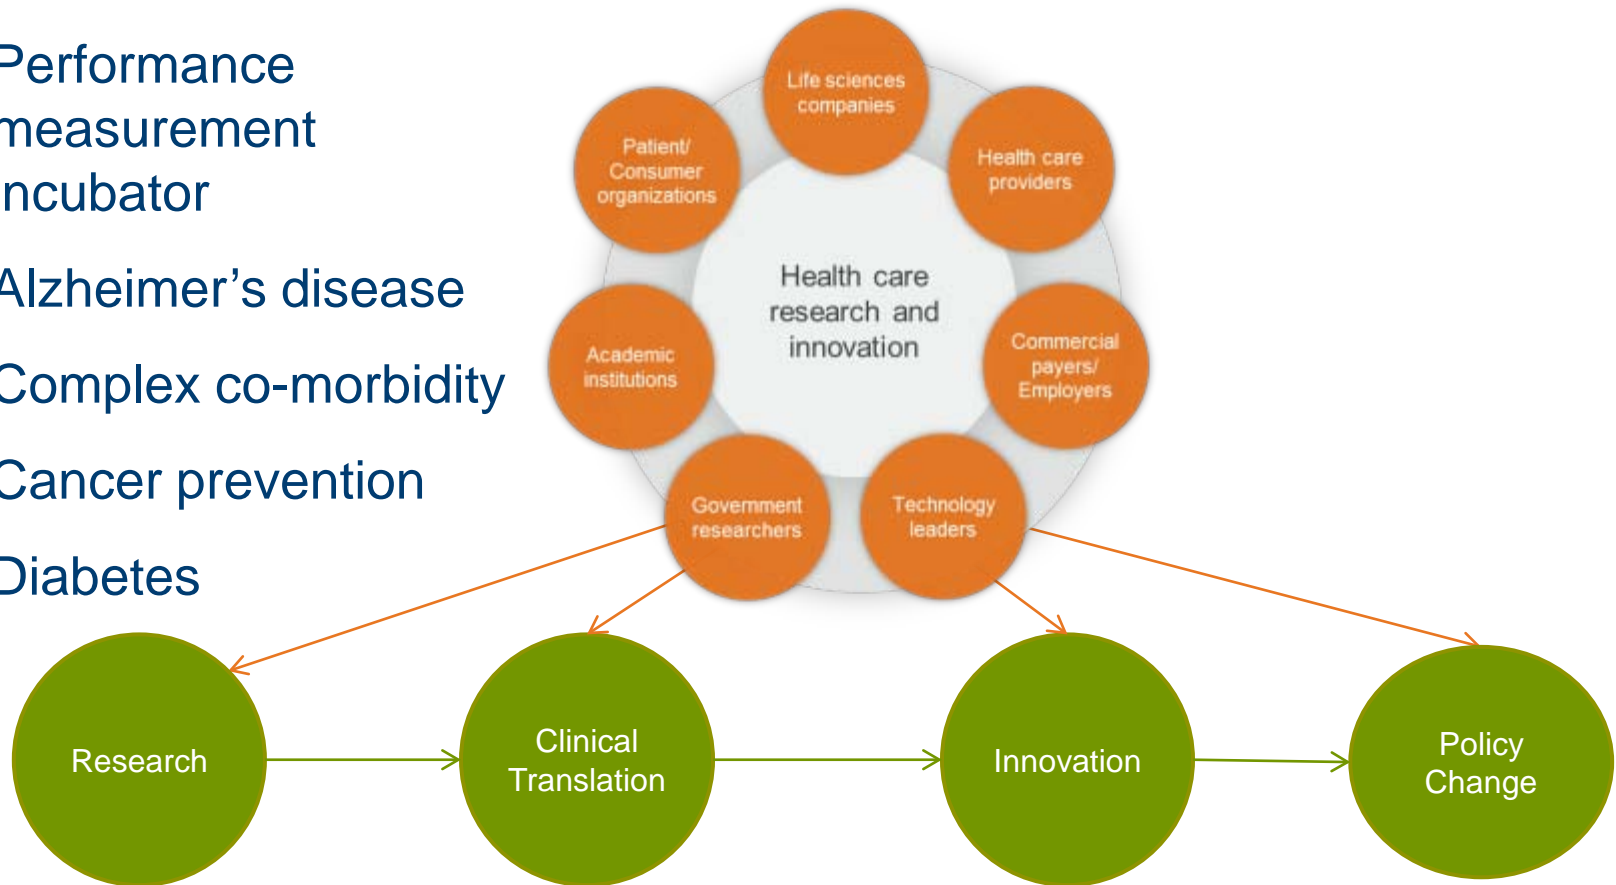 Performance
measurement
incubator
Alzheimer’s disease
Complex co-morbidity
Cancer prevention
Diabetes
Life sciences
companies
Health care
providers
Commercial
payers/
Employers
Technology
leaders
Government
researchers
Academic
institutions
Patient/
Consumer
organizations
Health care
research and
innovation
Research
Clinical
Translation
Innovation
Policy
Change